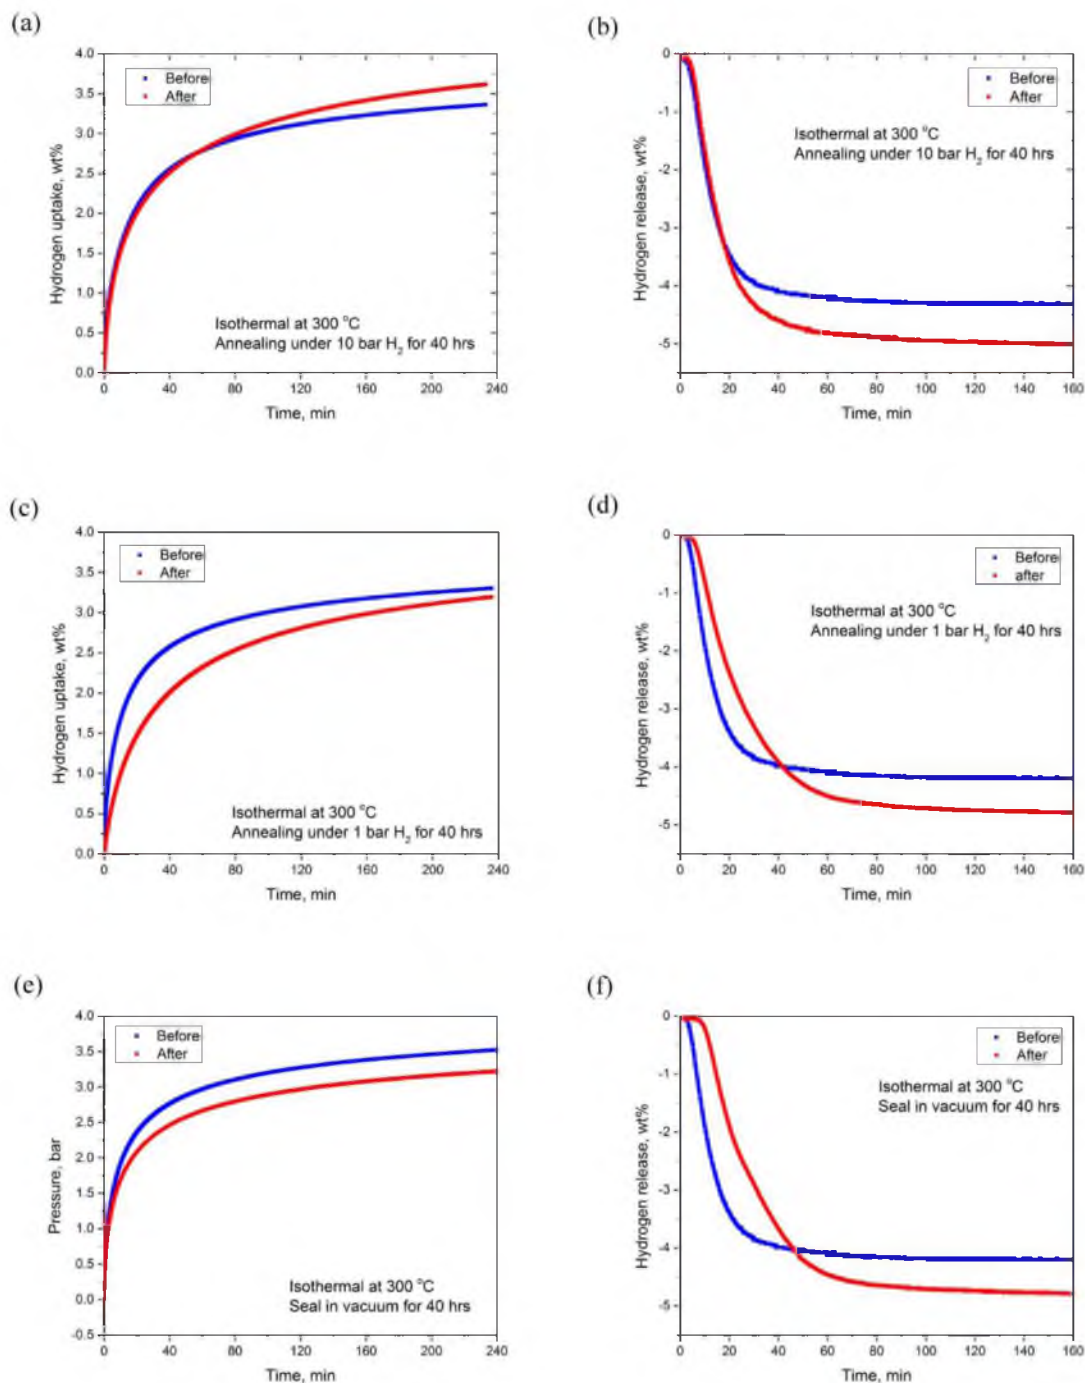 (a)
4.0
3.5
3.0
2.5
2.0
1.5
1.0
0.5
0.0
Hydrogen uptake, wt%
Before
After
Isothermal at 300 °C
Annealing under 10 bar H2 for 40 hrs
0 40 80 120 160 200 240
Time, min
(b)
0
-1
-2
-3
-4
-5
Hydrogen release, wt%
Before
After
Isothermal at 300 °C
Annealing under 10 bar H2 for 40 hrs
0 20 40 60 80 100 120 140 160
Time, min
(c)
4.0
3.5
3.0
2.5
2.0
1.5
1.0
0.5
0.0
Hydrogen uptake, wt%
Before
After
Isothermal at 300 °C
Annealing under 1 bar H2 for 40 hrs
0 40 80 120 160 200 240
Time, min
(d)
0
-1
-2
-3
-4
-5
Hydrogen release, wt%
Before
after
Isothermal at 300 °C
Annealing under 1 bar H2 for 40 hrs
0 20 40 60 80 100 120 140 160
Time, min
(e)
4.0
3.5
3.0
2.5
2.0
1.5
1.0
0.5
0.0
-0.5
Pressure, bar
Before
After
Isothermal at 300 °C
Seal in vacuum for 40 hrs
0 40 80 120 160 200 240
Time, min
(f)
0
-1
-2
-3
-4
-5
Hydrogen release, wt%
Before
After
Isothermal at 300 °C
Seal in vacuum for 40 hrs
0 20 40 60 80 100 120 140 160
Time, min